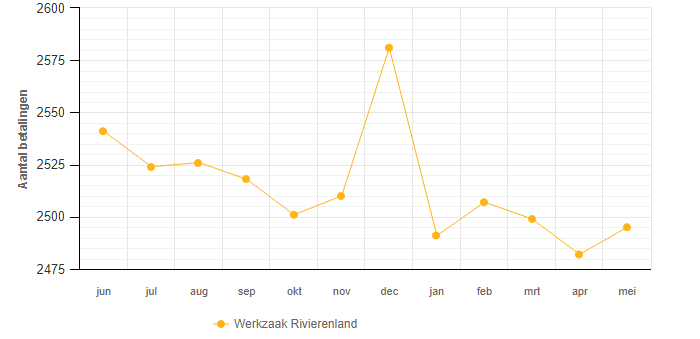 2600
2575
2550
2525
2500
2475
Aantal betalingen
jun jul aug sep okt nov dec jan feb mrt apr mei
Werkzaak Rivierenland